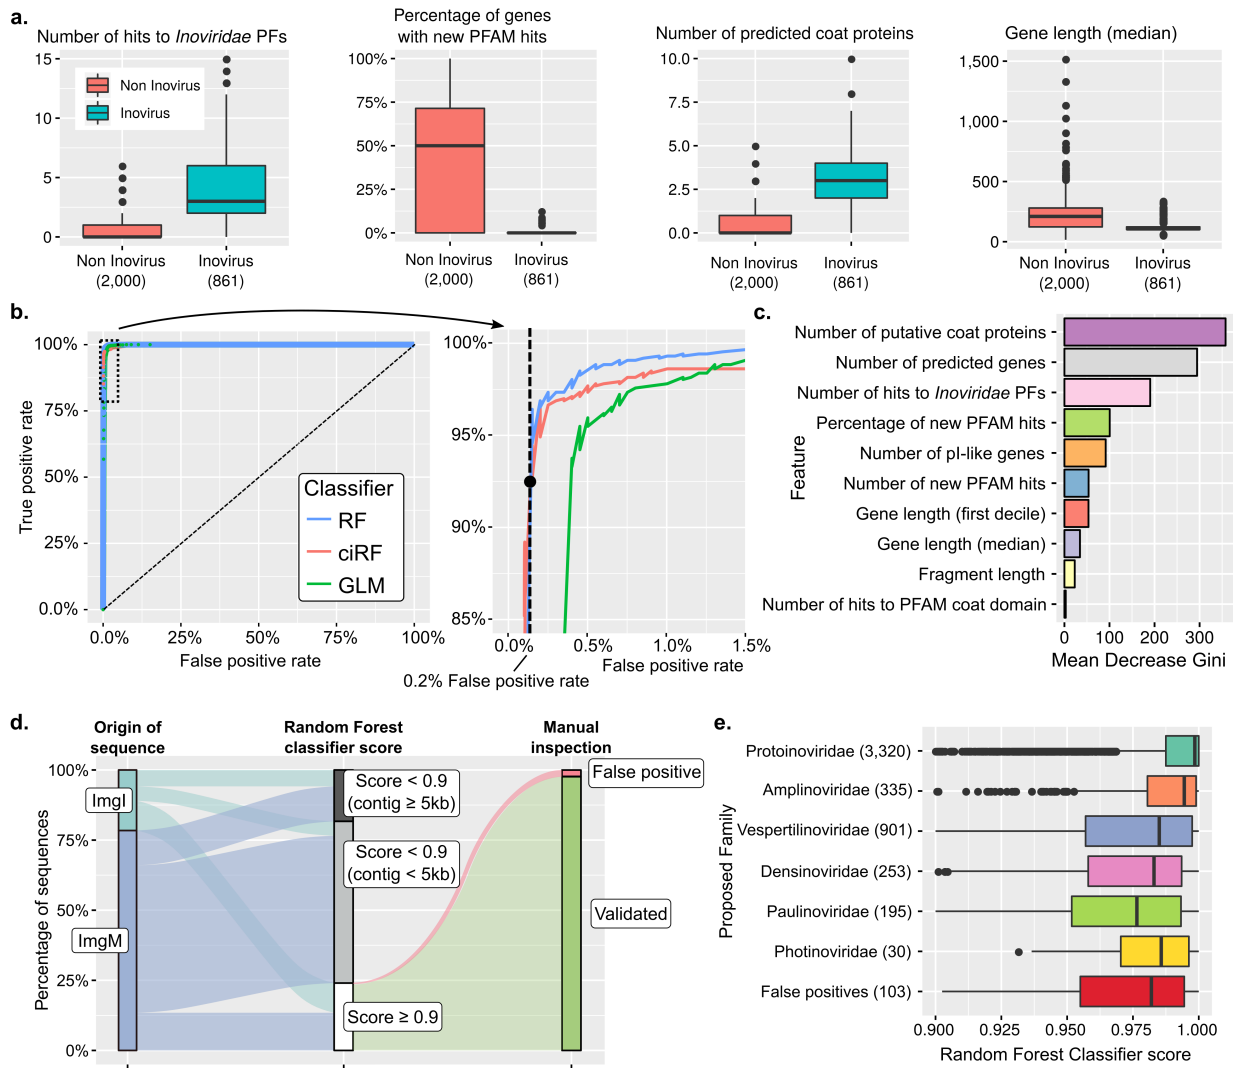 a.
Number of hits to Inoviridae PFs
15
10
5
0
Non Inovirus
Inovirus
Non Inovirus
(2,000)
Inovirus
(861)
Percentage of genes
with new PFAM hits
100%
75%
50%
25%
0%
Non Inovirus
(2,000)
Inovirus
(861)
Number of predicted coat proteins
10.0
7.5
5.0
2.5
0.0
Non Inovirus
(2,000)
Inovirus
(861)
Gene length (median)
1,500
1,000
500
0
Non Inovirus
(2,000)
Inovirus
(861)
b.
True positive rate
100%
75%
50%
25%
0.0%
0.0%
25%
50%
75%
100%
False positive rate
Classifier
RF
ciRF
GLM
100%
95%
90%
85%
0.0%
0.5%
1.0%
1.5%
False positive rate
0.2% False positive rate
c.
Feature
Number of putative coat proteins
Number of predicted genes
Number of hits to Inoviridae PFs
Percentage of new PFAM hits
Number of pI-like genes
Number of new PFAM hits
Gene length (first decile)
Gene length (median)
Fragment length
Number of hits to PFAM coat domain
0
100
200
300
Mean Decrease Gini
d.
Origin of
sequence
Random Forest
classifier score
Manual
inspection
Percentage of sequences
100%
75%
50%
25%
0%
ImgI
ImgM
Score < 0.9
(contig ≥ 5kb)
Score < 0.9
(contig < 5kb)
Score ≥ 0.9
False positive
Validated
e.
Proposed Family
Protoinoviridae (3,320)
Amplinoviridae (335)
Vespertilinoviridae (901)
Densinoviridae (253)
Paulinoviridae (195)
Photinoviridae (30)
False positives (103)
0.900
0.925
0.950
0.975
1.000
Random Forest Classifier score